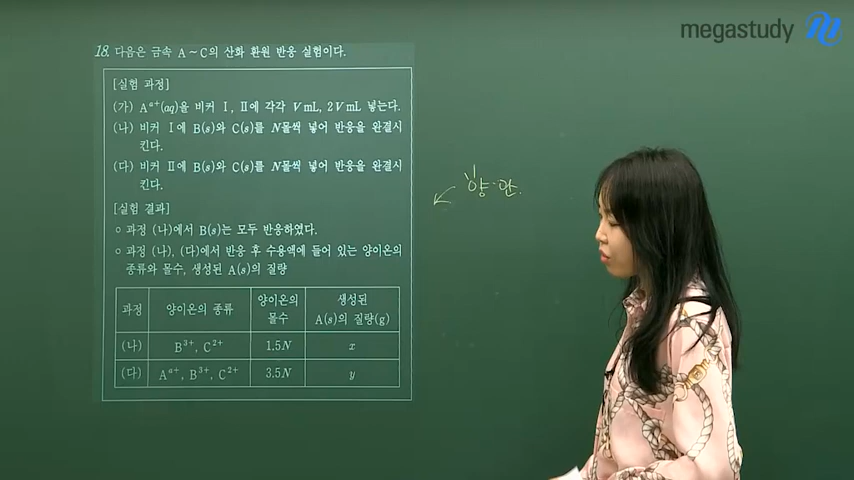 megastudy
18. 다음은 금속 A ~ C의 산화 환원 반응 실험이다.
[실험 과정]
(가) Aᵃ⁺(aq)을 비커 Ⅰ, Ⅱ에 각각 V mL, 2V mL 넣는다.
(나) 비커 Ⅰ에 B(s)와 C(s)를 N몰씩 넣어 반응을 완결시
킨다.
(다) 비커 Ⅱ에 B(s)와 C(s)를 N몰씩 넣어 반응을 완결시
킨다.
[실험 결과]
○ 과정 (나)에서 B(s)는 모두 반응하였다.
○ 과정 (나), (다)에서 반응 후 수용액에 들어 있는 양이온의
종류와 몰수, 생성된 A(s)의 질량
과정 양이온의 종류 양이온의 몰수 생성된 A(s)의 질량(g)
(나) B³⁺, C²⁺ 1.5N x
(다) Aᵃ⁺, B³⁺, C²⁺ 3.5N y